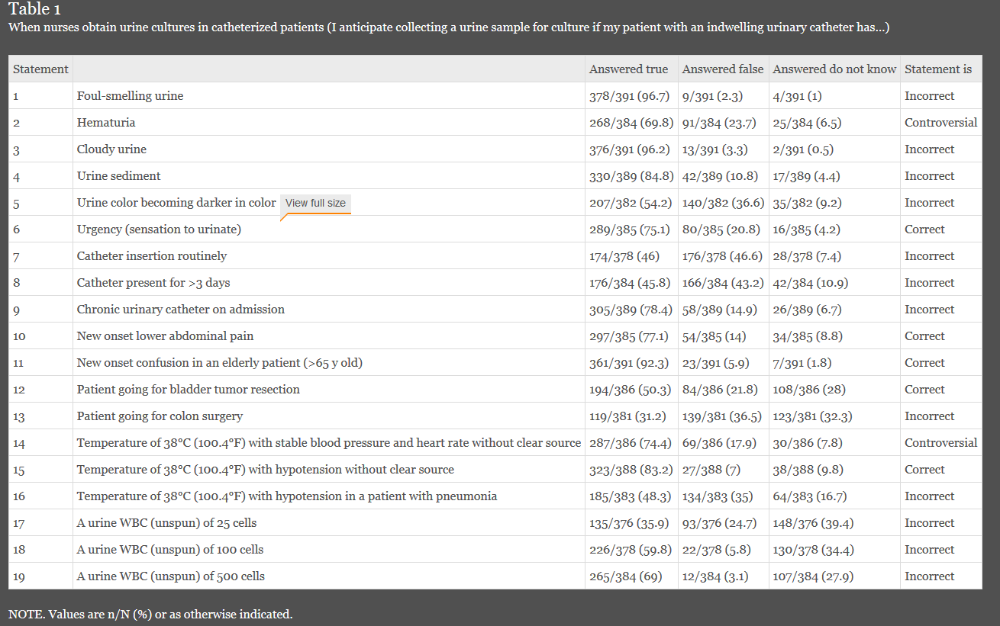 Table 1
When nurses obtain urine cultures in catheterized patients (I anticipate collecting a urine sample for culture if my patient with an indwelling urinary catheter has...)
Statement Answered true Answered false Answered do not know Statement is
1 Foul-smelling urine 378/391 (96.7) 9/391 (2.3) 4/391 (1) Incorrect
2 Hematuria 268/384 (69.8) 91/384 (23.7) 25/384 (6.5) Controversial
3 Cloudy urine 376/391 (96.2) 13/391 (3.3) 2/391 (0.5) Incorrect
4 Urine sediment 330/389 (84.8) 42/389 (10.8) 17/389 (4.4) Incorrect
5 Urine color becoming darker in color View full size 207/382 (54.2) 140/382 (36.6) 35/382 (9.2) Incorrect
6 Urgency (sensation to urinate) 289/385 (75.1) 80/385 (20.8) 16/385 (4.2) Correct
7 Catheter insertion routinely 174/378 (46) 176/378 (46.6) 28/378 (7.4) Incorrect
8 Catheter present for >3 days 176/384 (45.8) 166/384 (43.2) 42/384 (10.9) Incorrect
9 Chronic urinary catheter on admission 305/389 (78.4) 58/389 (14.9) 26/389 (6.7) Incorrect
10 New onset lower abdominal pain 297/385 (77.1) 54/385 (14) 34/385 (8.8) Correct
11 New onset confusion in an elderly patient (>65 y old) 361/391 (92.3) 23/391 (5.9) 7/391 (1.8) Correct
12 Patient going for bladder tumor resection 194/386 (50.3) 84/386 (21.8) 108/386 (28) Correct
13 Patient going for colon surgery 119/381 (31.2) 139/381 (36.5) 123/381 (32.3) Incorrect
14 Temperature of 38°C (100.4°F) with stable blood pressure and heart rate without clear source 287/386 (74.4) 69/386 (17.9) 30/386 (7.8) Controversial
15 Temperature of 38°C (100.4°F) with hypotension without clear source 323/388 (83.2) 27/388 (7) 38/388 (9.8) Correct
16 Temperature of 38°C (100.4°F) with hypotension in a patient with pneumonia 185/383 (48.3) 134/383 (35) 64/383 (16.7) Incorrect
17 A urine WBC (unspun) of 25 cells 135/376 (35.9) 93/376 (24.7) 148/376 (39.4) Incorrect
18 A urine WBC (unspun) of 100 cells 226/378 (59.8) 22/378 (5.8) 130/378 (34.4) Incorrect
19 A urine WBC (unspun) of 500 cells 265/384 (69) 12/384 (3.1) 107/384 (27.9) Incorrect
NOTE. Values are n/N (%) or as otherwise indicated.